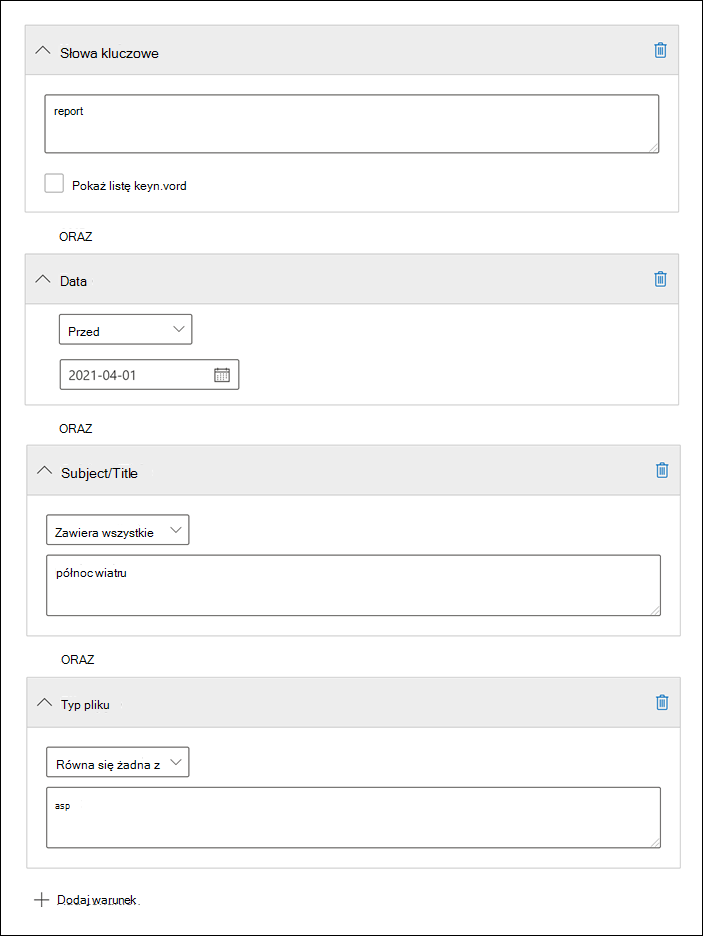 Słowa kluczowe
report
Pokaż listę keyn.vord
ORAZ
Data
Przed
2021-04-01
ORAZ
Subject/Title
Zawiera wszystkie
północ wiatru
ORAZ
Typ pliku
Równa się żadna z
asp
Dodaj warunek.